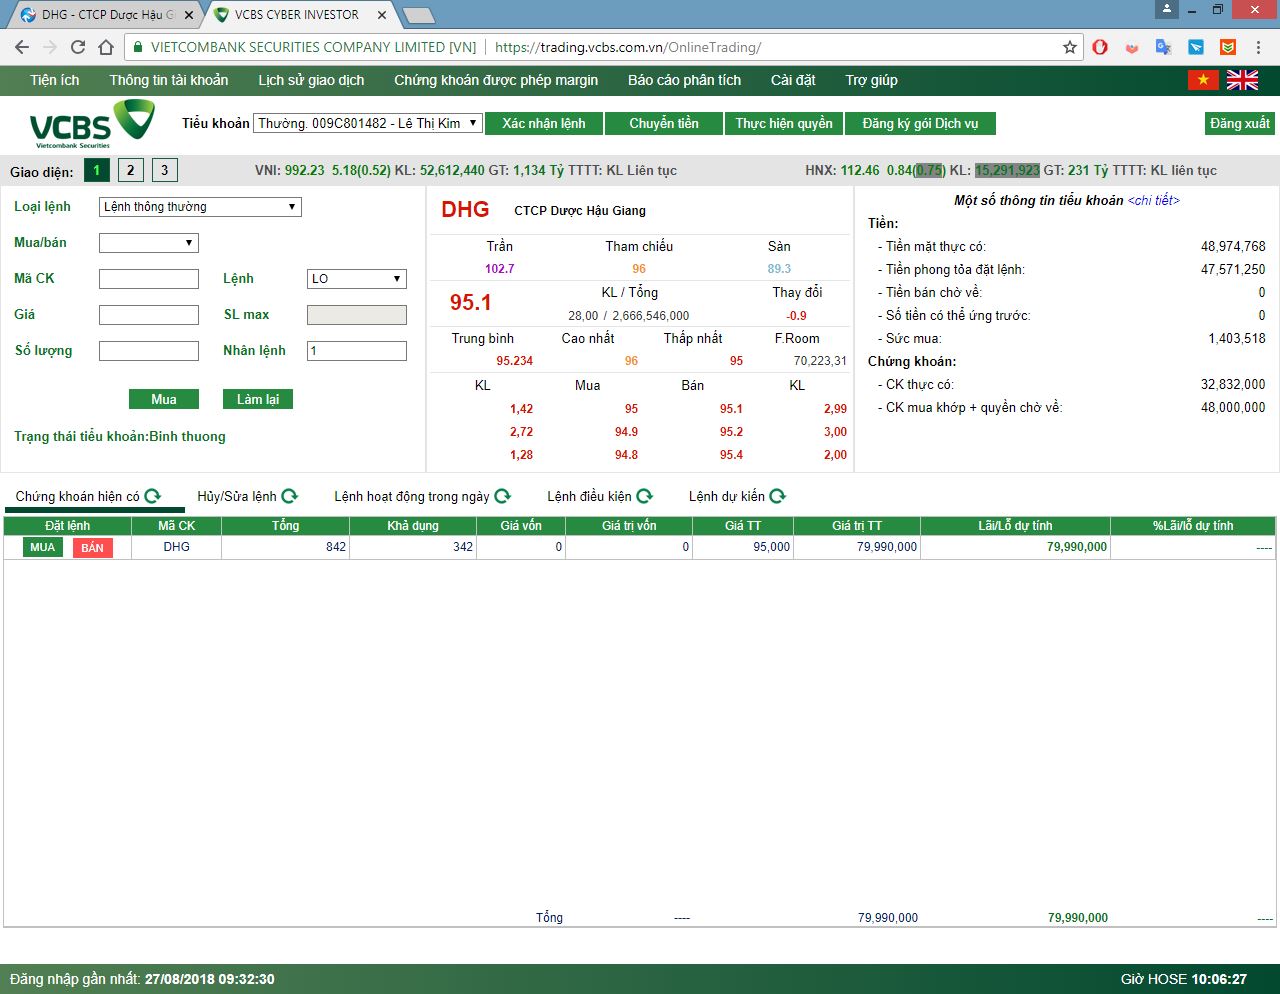 DHG - CTCP Dược Hậu Gi
VCBS CYBER INVESTOR
VIETCOMBANK SECURITIES COMPANY LIMITED [VN]
https://trading.vcbs.com.vn/OnlineTrading/
Tiện ích Thông tin tài khoản Lịch sử giao dịch Chứng khoán được phép margin Báo cáo phân tích Cài đặt Trợ giúp
VCBS
Vietcombank Securities
Tiểu khoản Thường. 009C801482 - Lê Thị Kim Xác nhận lệnh Chuyển tiền Thực hiện quyền Đăng ký gói Dịch vụ Đăng xuất
Giao diện: 1 2 3 VNI: 992.23 5.18(0.52) KL: 52,612,440 GT: 1,134 Tỷ TTTT: KL Liên tục HNX: 112.46 0.84(0.75) KL: 15,291,923 GT: 231 Tỷ TTTT: KL liên tục
Loại lệnh Lệnh thông thường
Mua/bán
Mã CK Lệnh LO
Giá SL max
Số lượng Nhân lệnh 1
Mua Làm lại
Trạng thái tiểu khoản:Binh thuong
DHG CTCP Dược Hậu Giang
Trần Tham chiếu Sàn
102.7 96 89.3
95.1 KL / Tổng Thay đổi
28,00 / 2,666,546,000 -0.9
Trung bình Cao nhất Thấp nhất F.Room
95.234 96 95 70,223,31
KL Mua Bán KL
1,42 95 95.1 2,99
2,72 94.9 95.2 3,00
1,28 94.8 95.4 2,00
Một số thông tin tiểu khoản <chi tiết>
Tiền:
- Tiền mặt thực có: 48,974,768
- Tiền phong tỏa đặt lệnh: 47,571,250
- Tiền bán chờ về: 0
- Số tiền có thể ứng trước: 0
- Sức mua: 1,403,518
Chứng khoán:
- CK thực có: 32,832,000
- CK mua khớp + quyền chờ về: 48,000,000
Chứng khoán hiện có Hủy/Sửa lệnh Lệnh hoạt động trong ngày Lệnh điều kiện Lệnh dự kiến
Đặt lệnh Mã CK Tổng Khả dụng Giá vốn Giá trị vốn Giá TT Giá trị TT Lãi/Lỗ dự tính %Lãi/lỗ dự tính
MUA BÁN DHG 842 342 0 0 95,000 79,990,000 79,990,000 ----
Tổng ---- 79,990,000 79,990,000 ----
Đăng nhập gần nhất: 27/08/2018 09:32:30 Giờ HOSE 10:06:27